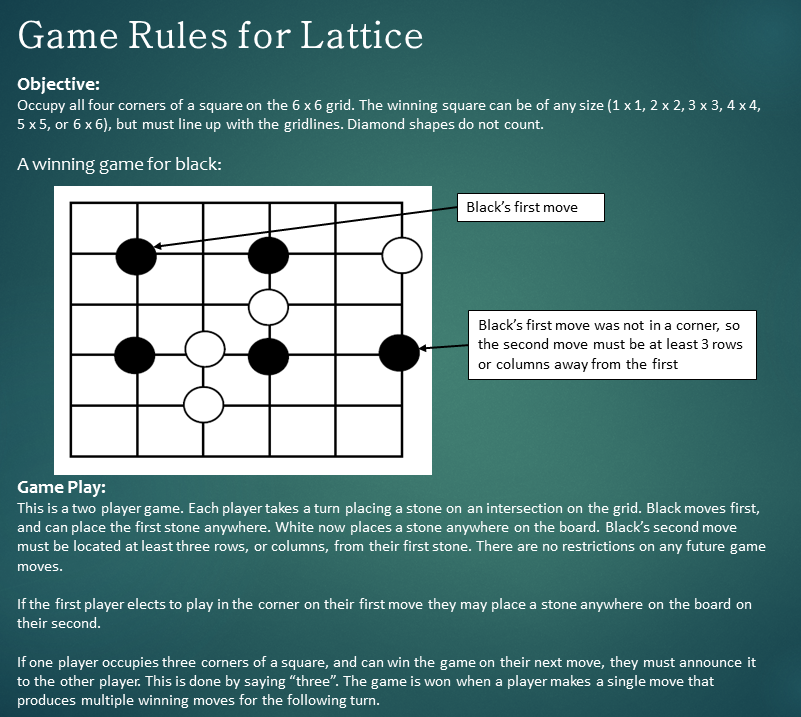 Game Rules for Lattice
Objective:
Occupy all four corners of a square on the 6 x 6 grid. The winning square can be of any size (1 x 1, 2 x 2, 3 x 3, 4 x 4,
5 x 5, or 6 x 6), but must line up with the gridlines. Diamond shapes do not count.
A winning game for black:
Black's first move
Black's first move was not in a corner, so
the second move must be at least 3 rows
or columns away from the first
Game Play:
This is a two player game. Each player takes a turn placing a stone on an intersection on the grid. Black moves first,
and can place the first stone anywhere. White now places a stone anywhere on the board. Black's second move
must be located at least three rows, or columns, from their first stone. There are no restrictions on any future game
moves.
If the first player elects to play in the corner on their first move they may place a stone anywhere on the board on
their second.
If one player occupies three corners of a square, and can win the game on their next move, they must announce it
to the other player. This is done by saying “three”. The game is won when a player makes a single move that
produces multiple winning moves for the following turn.